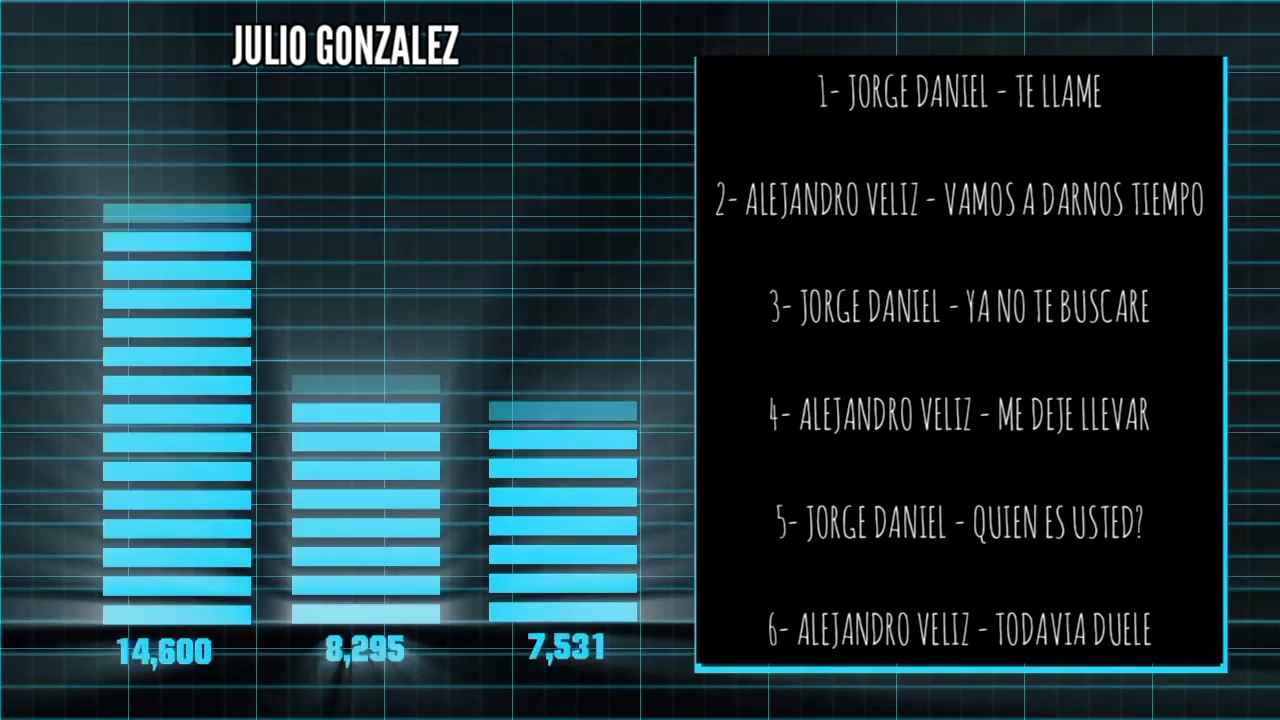 JULIO GONZALEZ
14,600
8,295
7,531
1- JORGE DANIEL - TE LLAME
2- ALEJANDRO VELIZ - VAMOS A DARNOS TIEMPO
3- JORGE DANIEL - YA NO TE BUSCARE
4- ALEJANDRO VELIZ - ME DEJE LLEVAR
5- JORGE DANIEL - QUIEN ES USTED?
6- ALEJANDRO VELIZ - TODAVIA DUELE